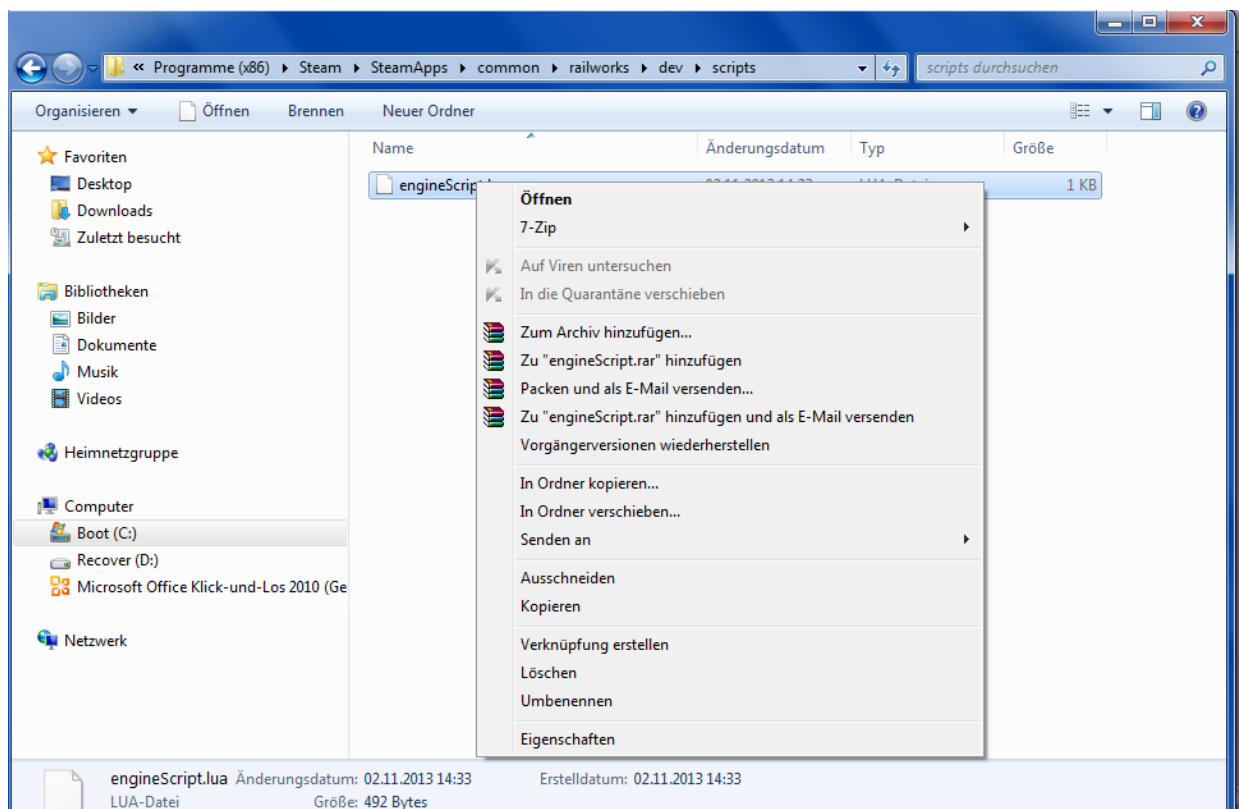 « Programme (x86) Steam SteamApps common railworks dev scripts scripts durchsuchen
Organisieren Öffnen Brennen Neuer Ordner
Name Änderungsdatum Typ Größe
Favoriten
Desktop
Downloads
Zuletzt besucht
Bibliotheken
Bilder
Dokumente
Musik
Videos
Heimnetzgruppe
Computer
Boot (C:)
Recover (D:)
Microsoft Office Klick-und-Los 2010 (Ge
Netzwerk
1 KB
Öffnen
7-Zip
Auf Viren untersuchen
In die Quarantäne verschieben
Zum Archiv hinzufügen...
Zu "engineScript.rar" hinzufügen
Packen und als E-Mail versenden...
Zu "engineScript.rar" hinzufügen und als E-Mail versenden
Vorgängerversionen wiederherstellen
In Ordner kopieren...
In Ordner verschieben...
Senden an
Ausschneiden
Kopieren
Verknüpfung erstellen
Löschen
Umbenennen
Eigenschaften
engineScript.lua Änderungsdatum: 02.11.2013 14:33 Erstelldatum: 02.11.2013 14:33
LUA-Datei Größe: 492 Bytes